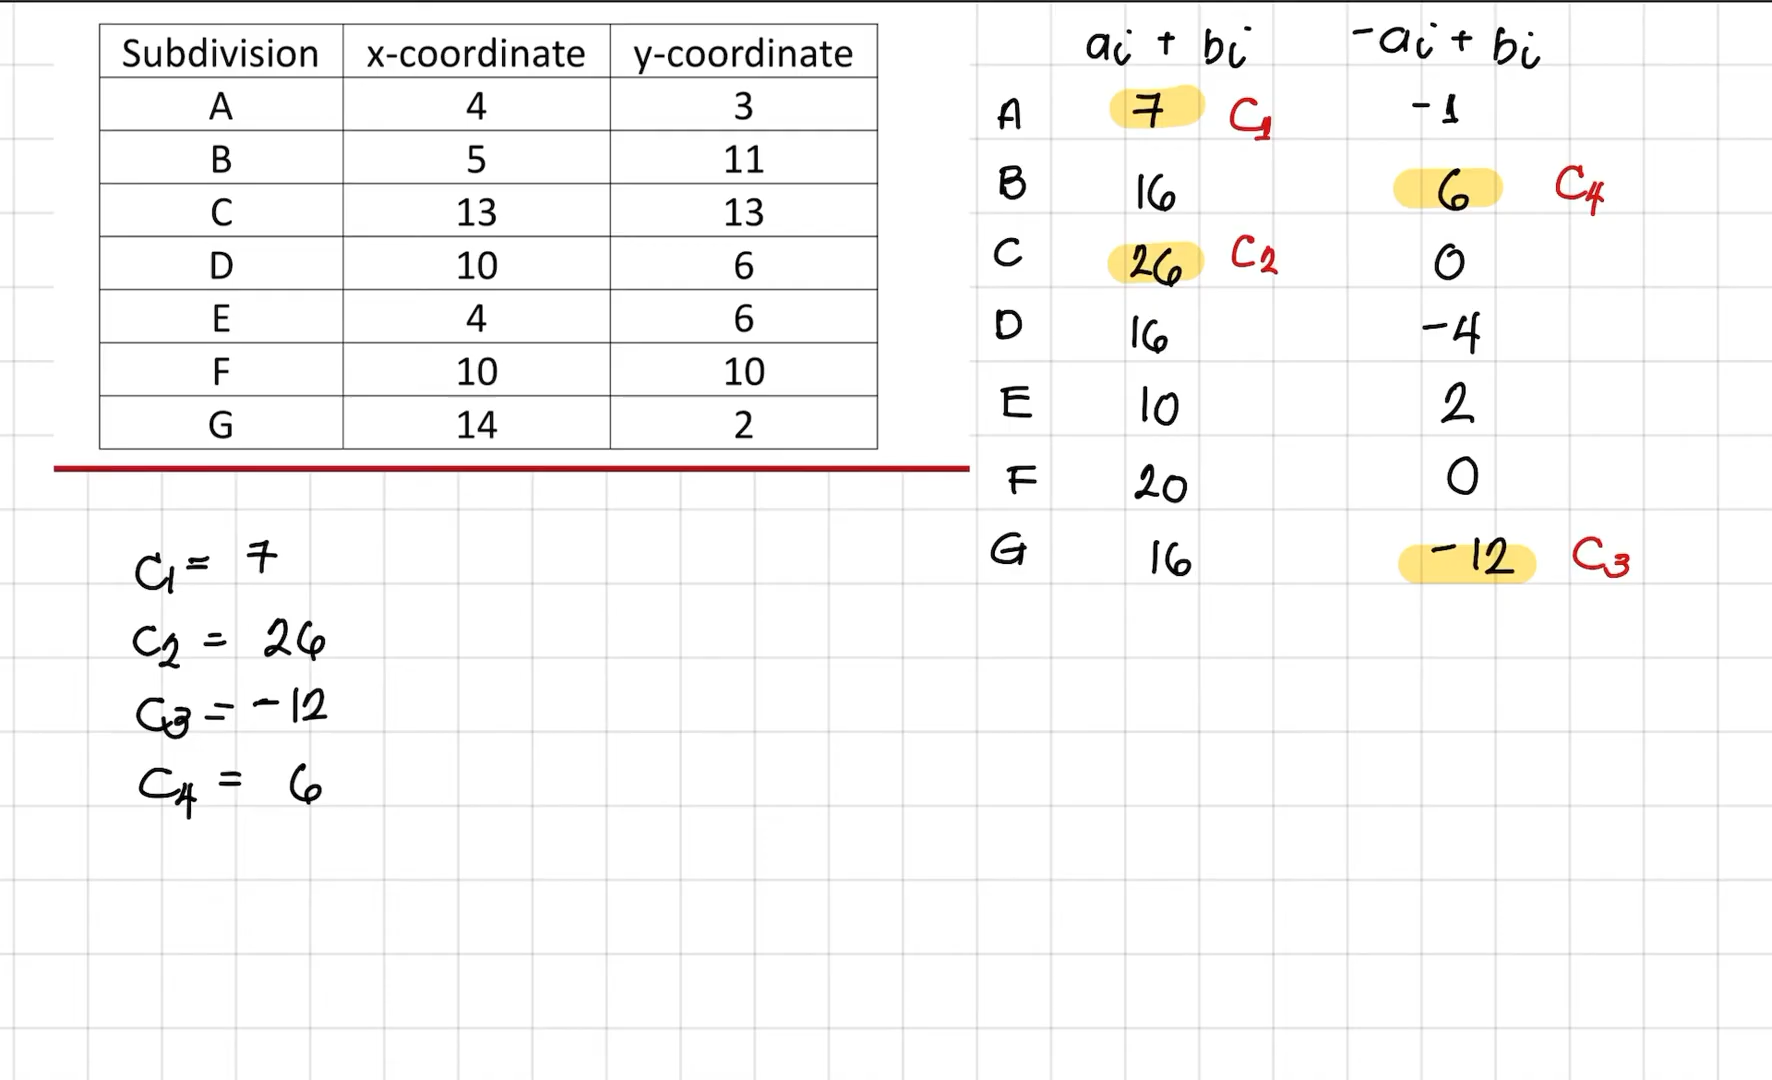 Subdivision x-coordinate y-coordinate
A 4 3
B 5 11
C 13 13
D 10 6
E 4 6
F 10 10
G 14 2
ai + bi -ai + bi
A 7 C1 -1
B 16 6 C4
C 26 C2 0
D 16 -4
E 10 2
F 20 0
G 16 -12 C3
C1 = 7
C2 = 26
C3 = -12
C4 = 6